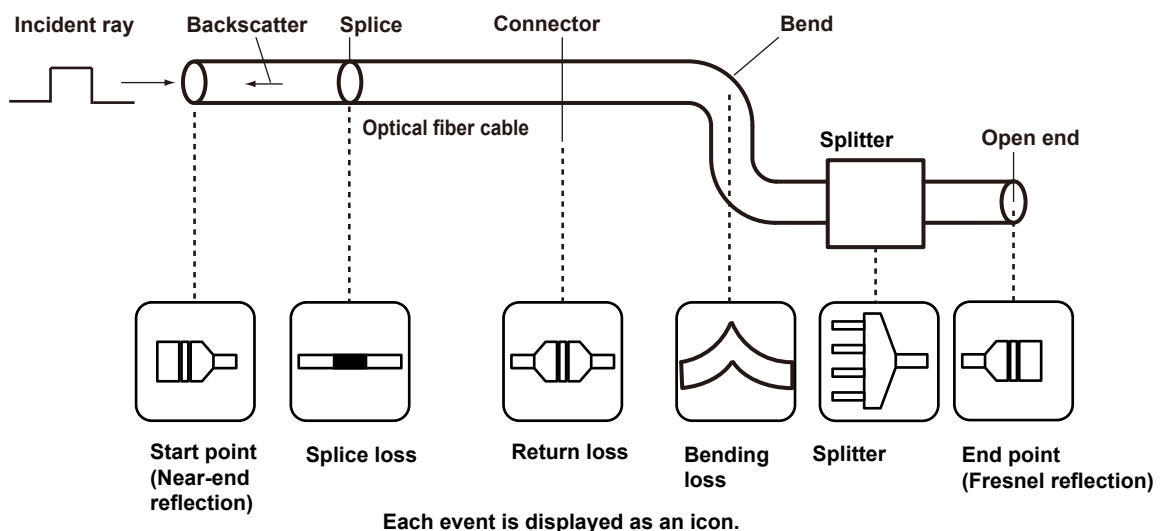 Incident ray
Backscatter
Splice
Connector
Bend
Optical fiber cable
Splitter
Open end
Start point
(Near-end
reflection)
Splice loss
Return loss
Bending
loss
Splitter
End point
(Fresnel reflection)
Each event is displayed as an icon.